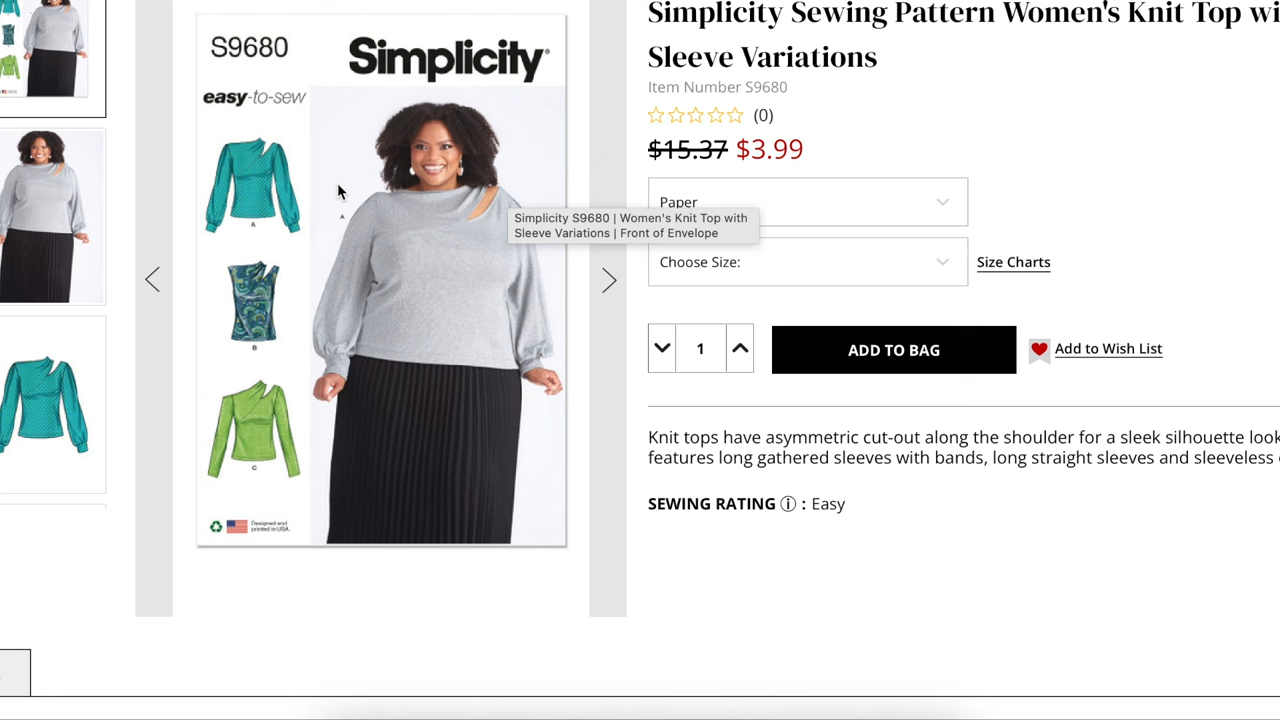 Simplicity Sewing Pattern Women's Knit Top wi
Sleeve Variations
Item Number S9680
(0)
$15.37 $3.99
Paper
Choose Size:
Size Charts
1
ADD TO BAG
Add to Wish List
Knit tops have asymmetric cut-out along the shoulder for a sleek silhouette look
features long gathered sleeves with bands, long straight sleeves and sleeveless
SEWING RATING ⓘ : Easy
S9680
Simplicity®
easy-to-sew
A
A
B
C
Designed and
printed in USA.
Simplicity S9680 | Women's Knit Top with
Sleeve Variations | Front of Envelope